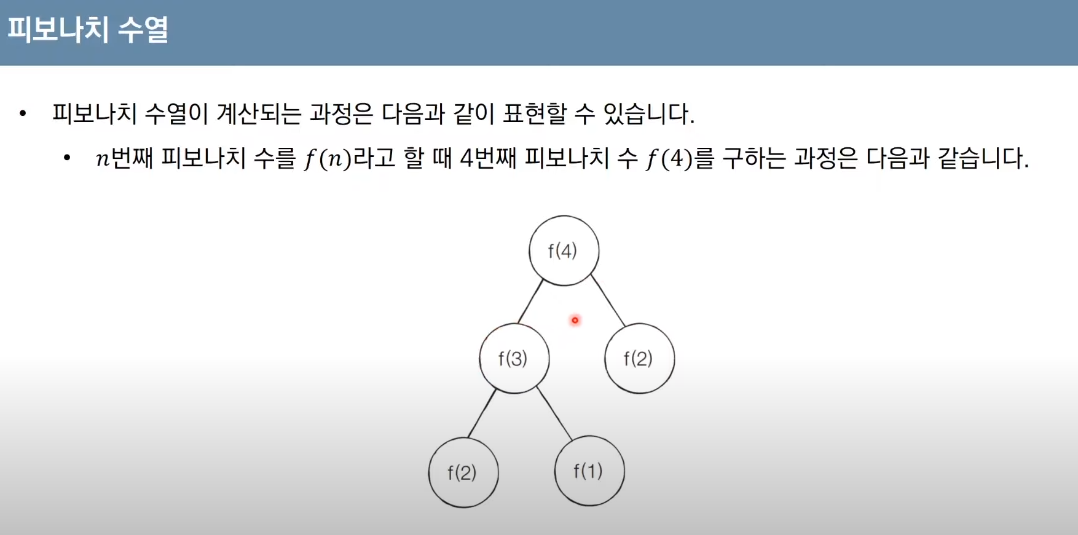 피보나치 수열
• 피보나치 수열이 계산되는 과정은 다음과 같이 표현할 수 있습니다.
• n번째 피보나치 수를 f(n)라고 할 때 4번째 피보나치 수 f(4)를 구하는 과정은 다음과 같습니다.
f(4)
f(3) f(2)
f(2) f(1)